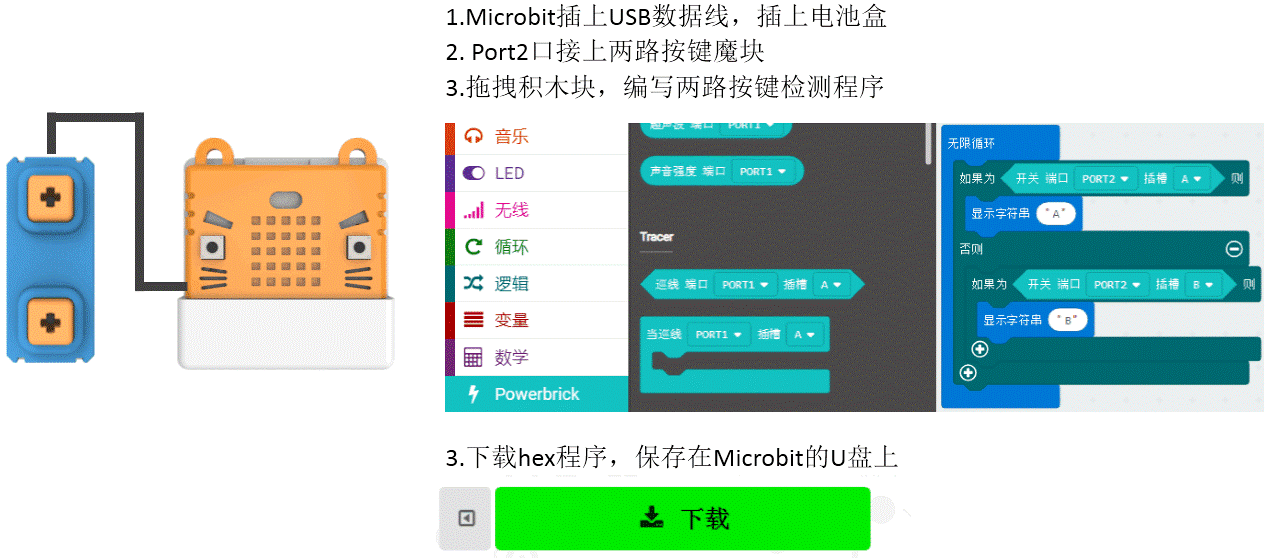 1.Microbit插上USB数据线，插上电池盒
2. Port2口接上两路按键魔块
3.拖拽积木块，编写两路按键检测程序
音乐
LED
无线
循环
逻辑
变量
数学
Powerbrick
超声波 端口 PORT1
声音强度 端口 PORT1
Tracer
巡线 端口 PORT1 插槽 A
当巡线 PORT1 插槽 A
无限循环
如果为 开关 端口 PORT2 插槽 A 则
显示字符串 "A"
否则
如果为 开关 端口 PORT2 插槽 B 则
显示字符串 "B"
3.下载hex程序，保存在Microbit的U盘上
下载